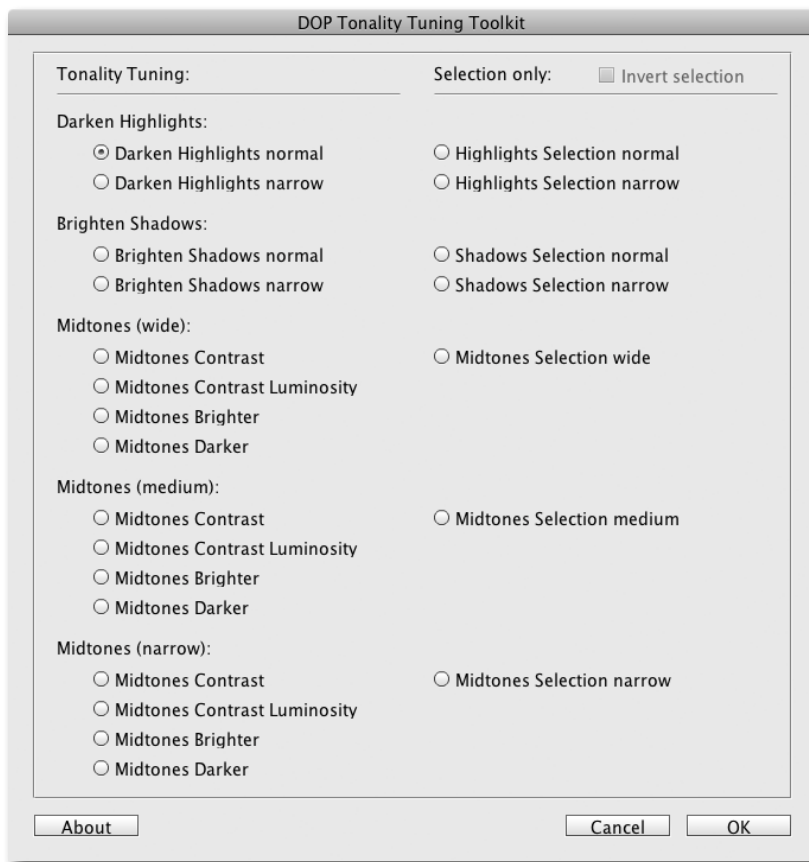 DOP Tonality Tuning Toolkit
Tonality Tuning: Selection only: Invert selection
Darken Highlights:
Darken Highlights normal Highlights Selection normal
Darken Highlights narrow Highlights Selection narrow
Brighten Shadows:
Brighten Shadows normal Shadows Selection normal
Brighten Shadows narrow Shadows Selection narrow
Midtones (wide):
Midtones Contrast Midtones Selection wide
Midtones Contrast Luminosity
Midtones Brighter
Midtones Darker
Midtones (medium):
Midtones Contrast Midtones Selection medium
Midtones Contrast Luminosity
Midtones Brighter
Midtones Darker
Midtones (narrow):
Midtones Contrast Midtones Selection narrow
Midtones Contrast Luminosity
Midtones Brighter
Midtones Darker
About Cancel OK